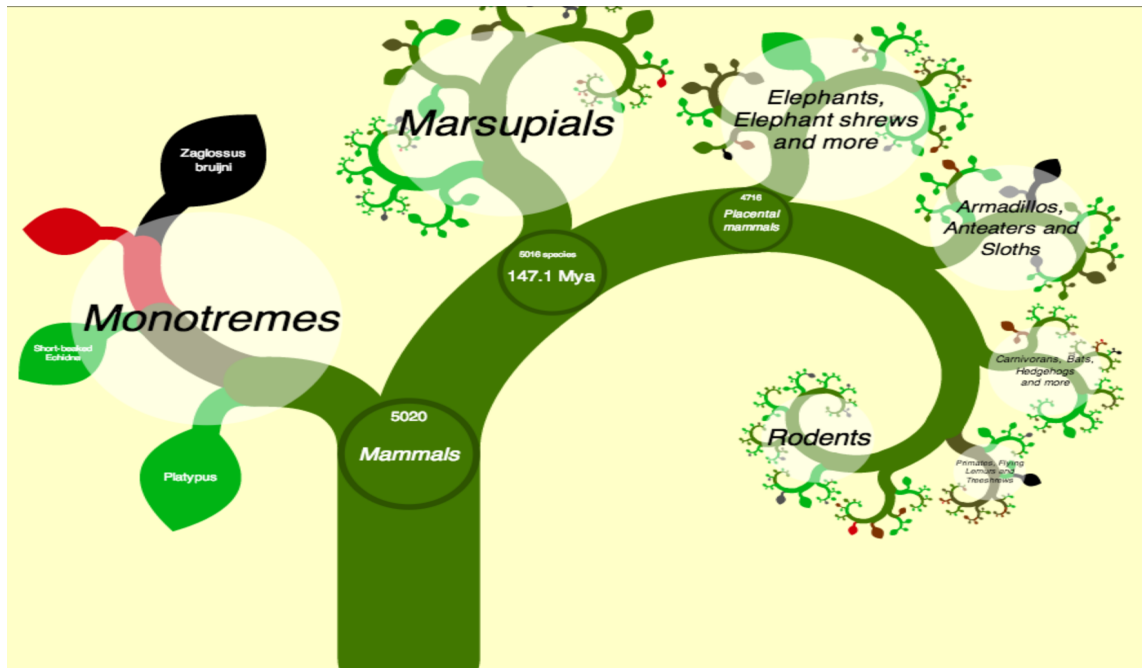 Marsupials
Elephants,
Elephant shrews
and more
Zaglossus
bruijni
4716
Placental
mammals
Armadillos,
Anteaters and
Sloths
5016 species
147.1 Mya
Monotremes
Short-beaked
Echidna
Carnivorans, Bats,
Hedgehogs
and more
5020
Mammals
Rodents
Platypus
Primates, Flying
Lemurs and
Treeshrews